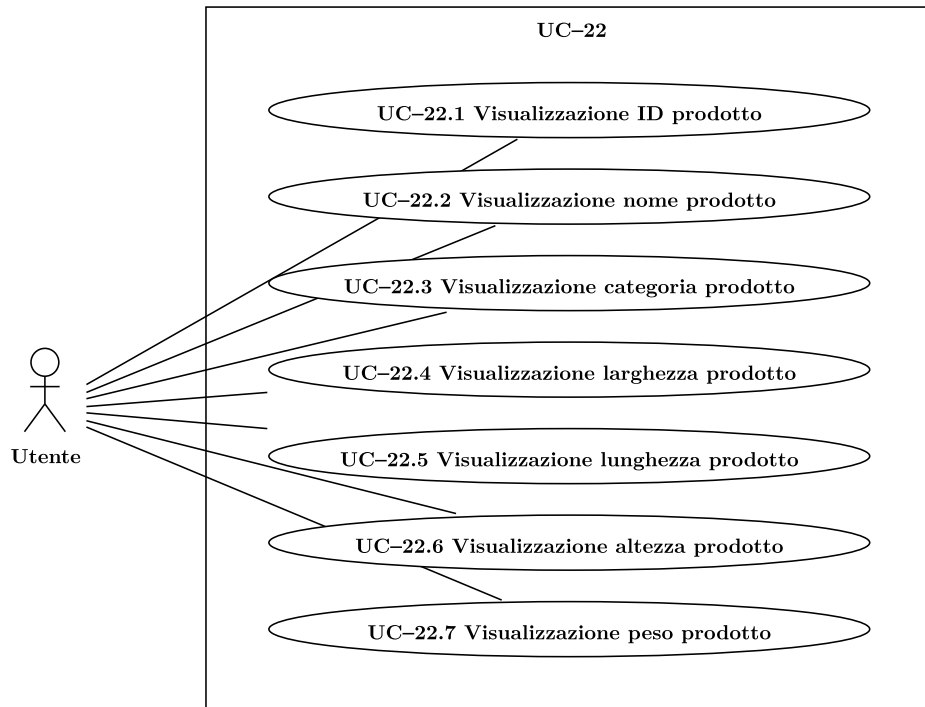 UC–22
UC–22.1 Visualizzazione ID prodotto
UC–22.2 Visualizzazione nome prodotto
UC–22.3 Visualizzazione categoria prodotto
UC–22.4 Visualizzazione larghezza prodotto
Utente
UC–22.5 Visualizzazione lunghezza prodotto
UC–22.6 Visualizzazione altezza prodotto
UC–22.7 Visualizzazione peso prodotto